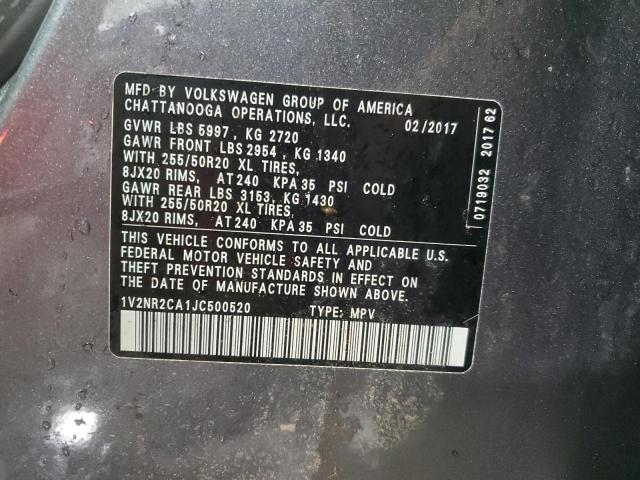 MFD BY VOLKSWAGEN GROUP OF AMERICA
CHATTANOOGA OPERATIONS, LLC. 02/2017
GVWR LBS 5997, KG 2720
GAWR FRONT LBS 2954, KG 1340
WITH 255/50R20 XL TIRES,
8JX20 RIMS, AT 240 KPA 35 PSI COLD
GAWR REAR LBS 3153, KG 1430
WITH 255/50R20 XL TIRES,
8JX20 RIMS, AT 240 KPA 35 PSI COLD
THIS VEHICLE CONFORMS TO ALL APPLICABLE U.S.
FEDERAL MOTOR VEHICLE SAFETY AND
THEFT PREVENTION STANDARDS IN EFFECT ON
THE DATE OF MANUFACTURE SHOWN ABOVE.
1V2NR2CA1JC500520 TYPE: MPV
0719032 2017 62